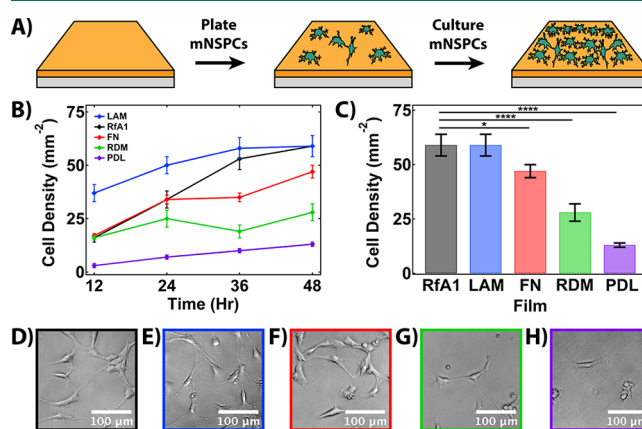 A)
Plate
mNSPCs
Culture
mNSPCs
B)
75
50
25
0
Cell Density (mm⁻²)
LAM
RfA1
FN
RDM
PDL
12
24
36
48
Time (Hr)
C)
75
50
25
0
Cell Density (mm⁻²)
****
****
*
RfA1 LAM FN RDM PDL
Film
D)
100 µm
E)
100 µm
F)
100 µm
G)
100 µm
H)
100 µm